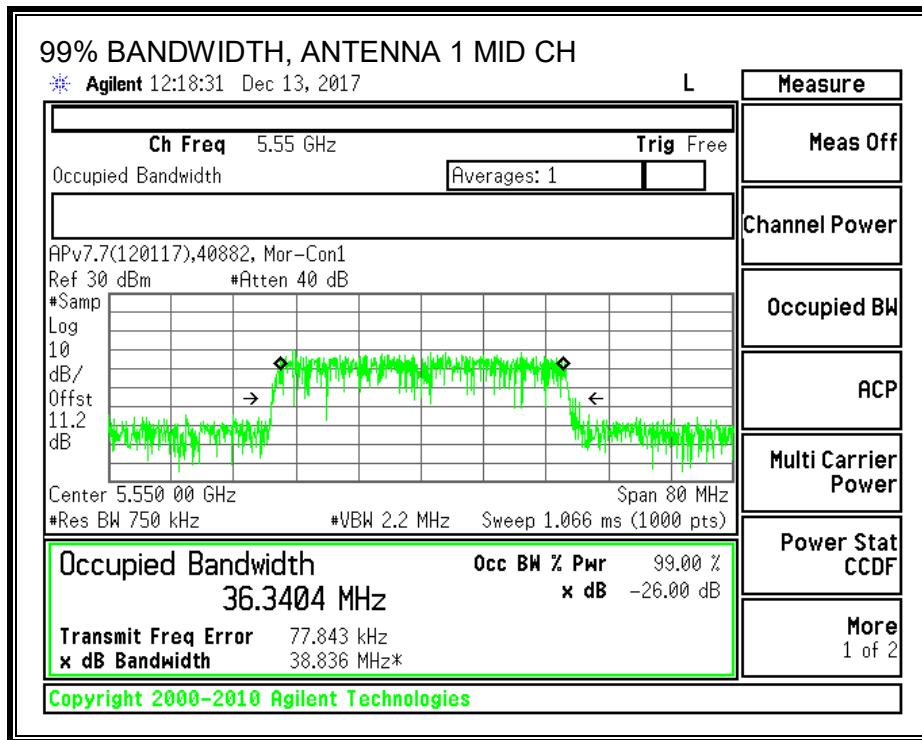 99% BANDWIDTH, ANTENNA 1 MID CH
Agilent 12:18:31 Dec 13, 2017 L
Measure
Ch Freq 5.55 GHz Trig Free
Meas Off
Occupied Bandwidth Averages: 1
Channel Power
APv7.7(120117),40882, Mor-Con1
Ref 30 dBm #Atten 40 dB
#Samp
Log
10
dB/
Offst
11.2
dB
Occupied BW
ACP
Multi Carrier
Power
Center 5.550 00 GHz Span 80 MHz
#Res BW 750 kHz #VBW 2.2 MHz Sweep 1.066 ms (1000 pts)
Power Stat
CCDF
Occupied Bandwidth Occ BW % Pwr 99.00 %
36.3404 MHz x dB -26.00 dB
Transmit Freq Error 77.843 kHz
x dB Bandwidth 38.836 MHz*
More
1 of 2
Copyright 2000-2010 Agilent Technologies